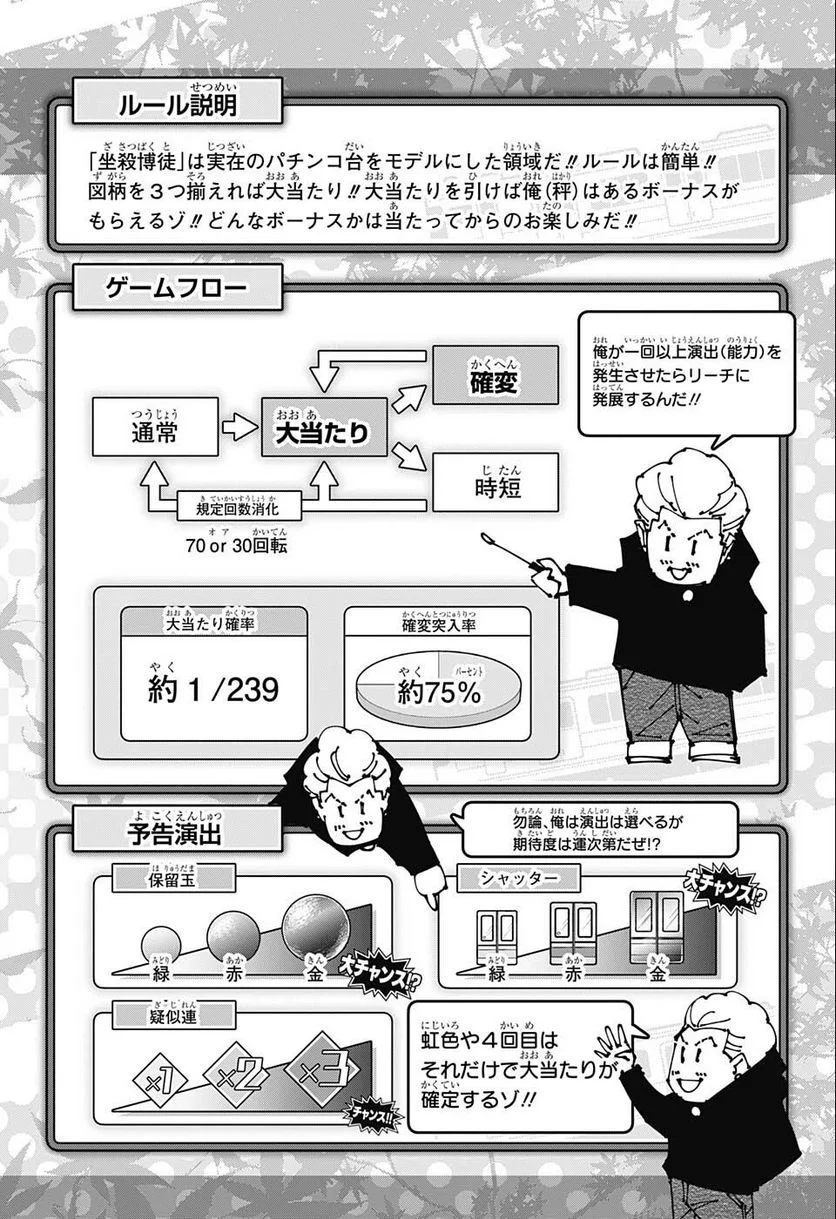 ルール説明
「坐殺博徒」は実在のパチンコ台をモデルにした領域だ!!ルールは簡単!!
図柄を３つ揃えれば大当たり!!大当たりを引けば俺(秤)はあるボーナスが
もらえるゾ!!どんなボーナスかは当たってからのお楽しみだ!!
ゲームフロー
俺が一回以上演出(能力)を
発生させたらリーチに
発展するんだ!!
確変
通常
大当たり
時短
規定回数消化
70 or 30回転
大当たり確率
約１/239
確変突入率
約75%
予告演出
勿論、俺は演出は選べるが
期待度は運次第だぜ!?
保留玉
緑 赤 金
大チャンス!?
シャッター
緑 赤 金
大チャンス!?
疑似連
×1 ×2 ×3
チャンス!!
虹色や４回目は
それだけで大当たりが
確定するゾ!!